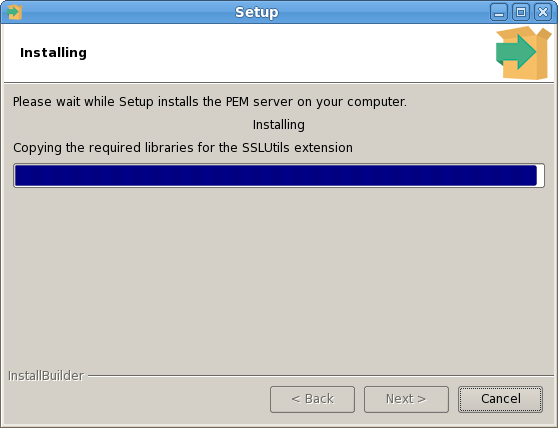 Setup
Installing
Please wait while Setup installs the PEM server on your computer.
Installing
Copying the required libraries for the SSLUtils extension
InstallBuilder
< Back
Next >
Cancel